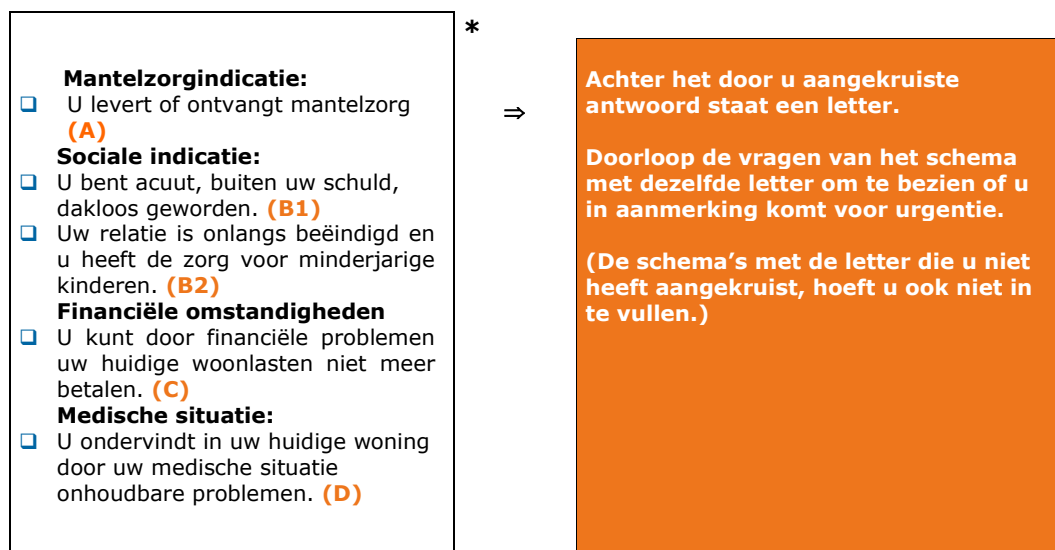 *
Mantelzorgindicatie:
❑ U levert of ontvangt mantelzorg
(A)
Sociale indicatie:
❑ U bent acuut, buiten uw schuld,
dakloos geworden. (B1)
❑ Uw relatie is onlangs beëindigd en
u heeft de zorg voor minderjarige
kinderen. (B2)
Financiële omstandigheden
❑ U kunt door financiële problemen
uw huidige woonlasten niet meer
betalen. (C)
Medische situatie:
❑ U ondervindt in uw huidige woning
door uw medische situatie
onhoudbare problemen. (D)
⇒
Achter het door u aangekruiste
antwoord staat een letter.
Doorloop de vragen van het schema
met dezelfde letter om te bezien of u
in aanmerking komt voor urgentie.
(De schema's met de letter die u niet
heeft aangekruist, hoeft u ook niet in
te vullen.)